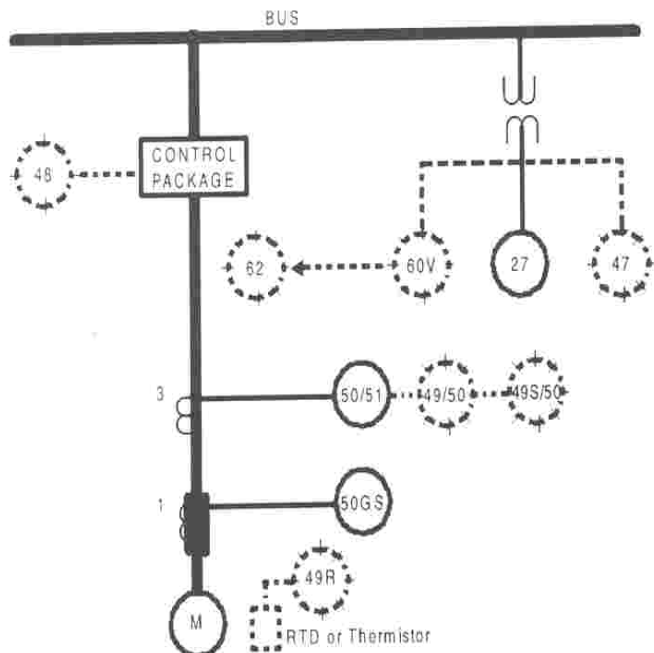 BUS
CONTROL
PACKAGE
48
62
60V
27
47
3
50/51
49/50
49S/50
1
50GS
49R
M
RTD or Thermistor